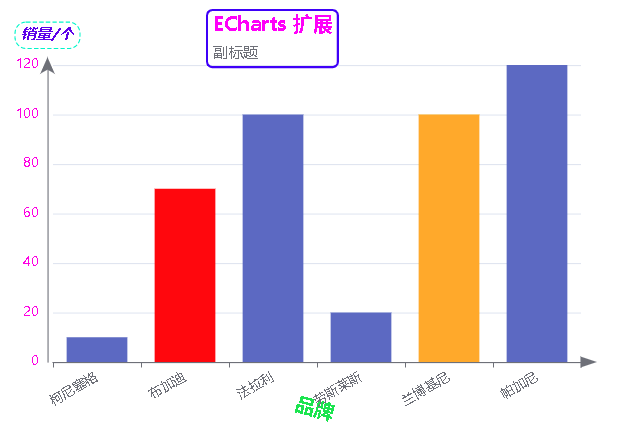 ECharts 扩展
副标题
销量/个
120
100
80
60
40
20
0
柯尼塞格
布加迪
法拉利
劳斯莱斯
兰博基尼
帕加尼
品牌